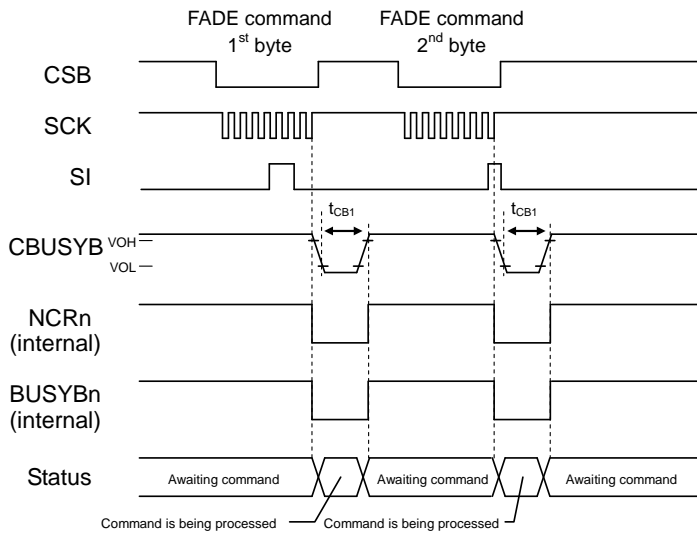 FADE command
1st byte
FADE command
2nd byte
CSB
SCK
SI
tCB1
tCB1
CBUSYB
VOH
VOL
NCRn
(internal)
BUSYBn
(internal)
Status
Awaiting command
Awaiting command
Awaiting command
Command is being processed
Command is being processed